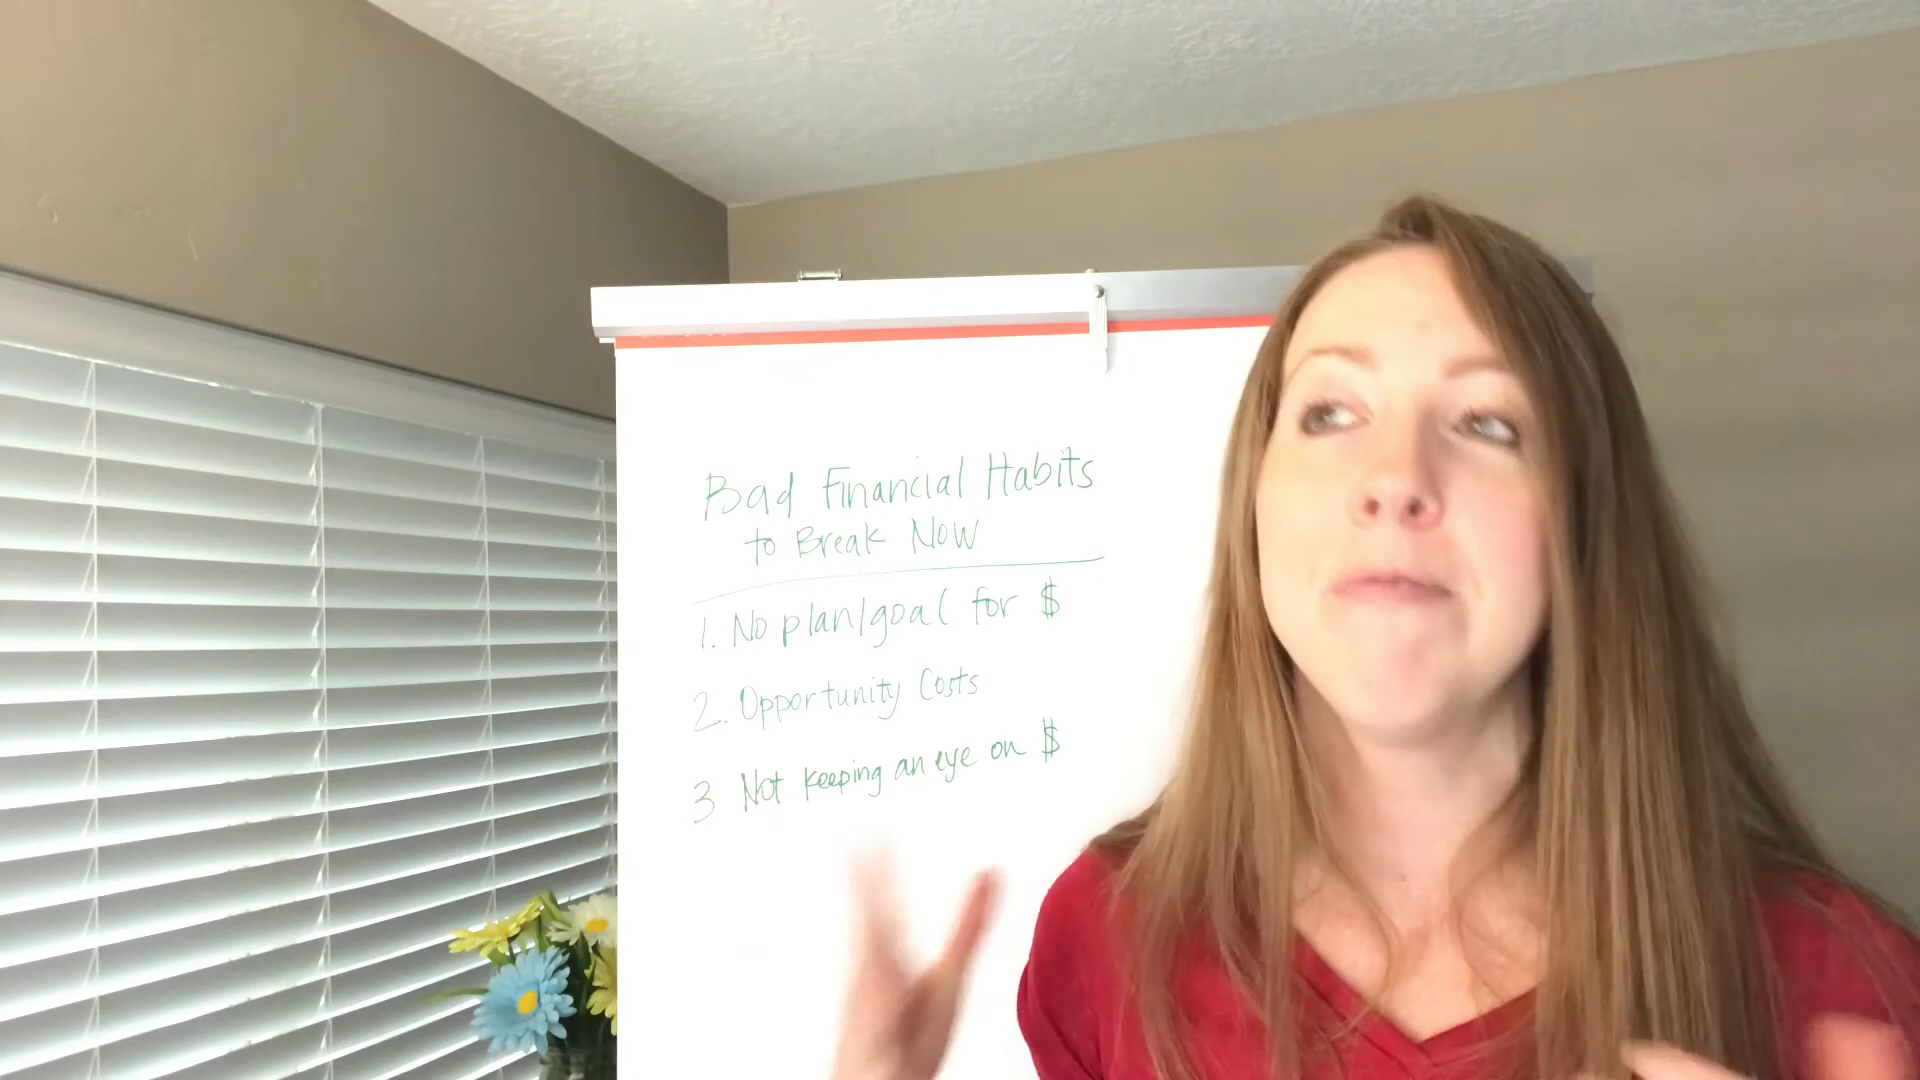 Bad Financial Habits
to Break Now
1. No plan/goal for $
2. Opportunity Costs
3 Not keeping an eye on $